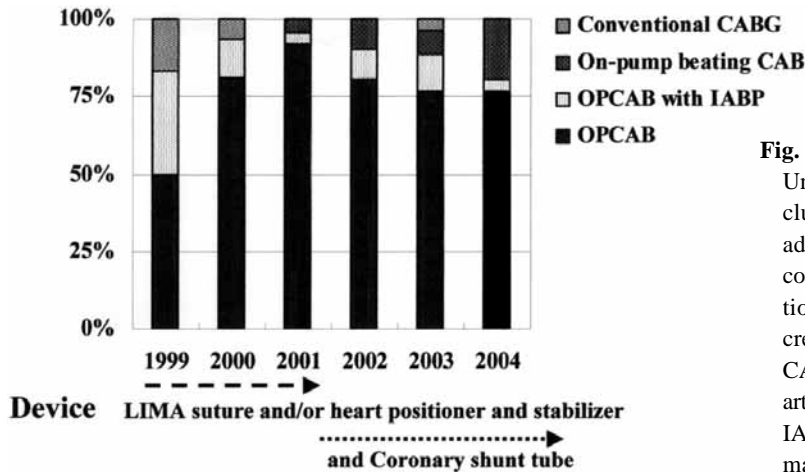 100%
75%
50%
25%
0%
1999 2000 2001 2002 2003 2004
Conventional CABG
On-pump beating CAB
OPCAB with IABP
OPCAB
Device
LIMA suture and/or heart positioner and stabilizer
and Coronary shunt tube
Fig.